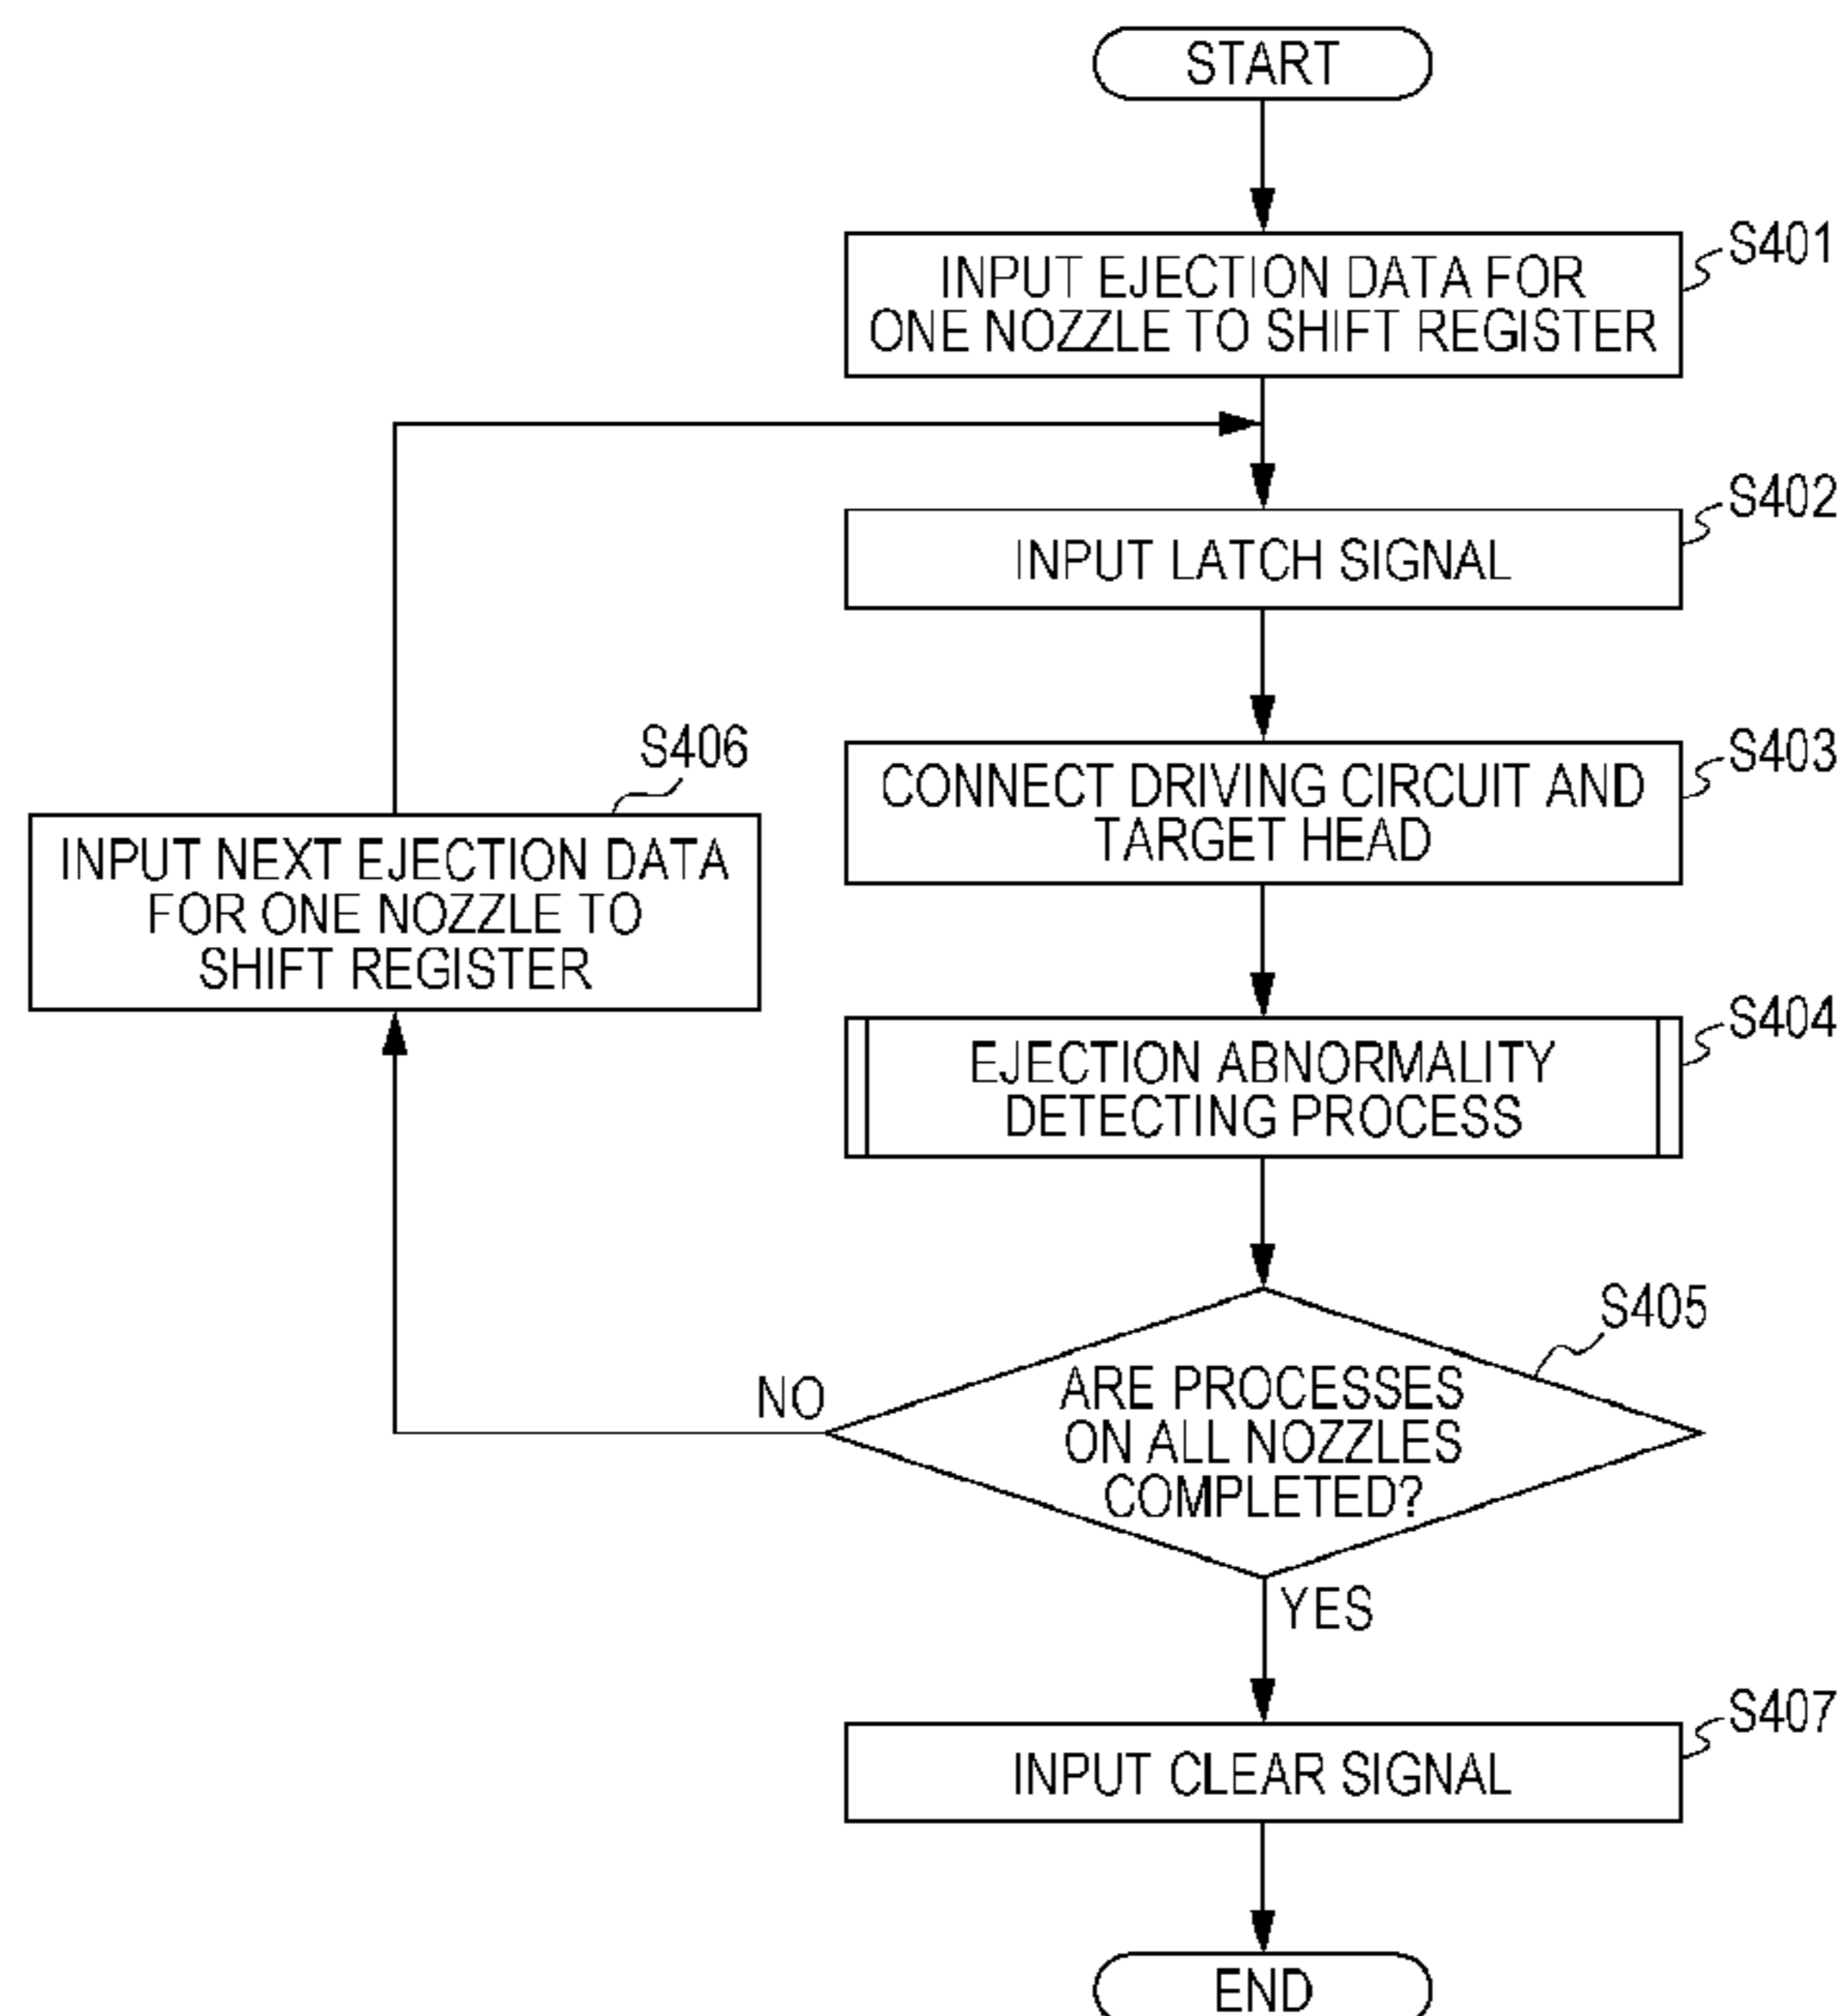 START
INPUT EJECTION DATA FOR
ONE NOZZLE TO SHIFT REGISTER
S401
INPUT LATCH SIGNAL
S402
CONNECT DRIVING CIRCUIT AND
TARGET HEAD
S403
S406
INPUT NEXT EJECTION DATA
FOR ONE NOZZLE TO
SHIFT REGISTER
EJECTION ABNORMALITY
DETECTING PROCESS
S404
S405
ARE PROCESSES
ON ALL NOZZLES
COMPLETED?
NO
YES
INPUT CLEAR SIGNAL
S407
END